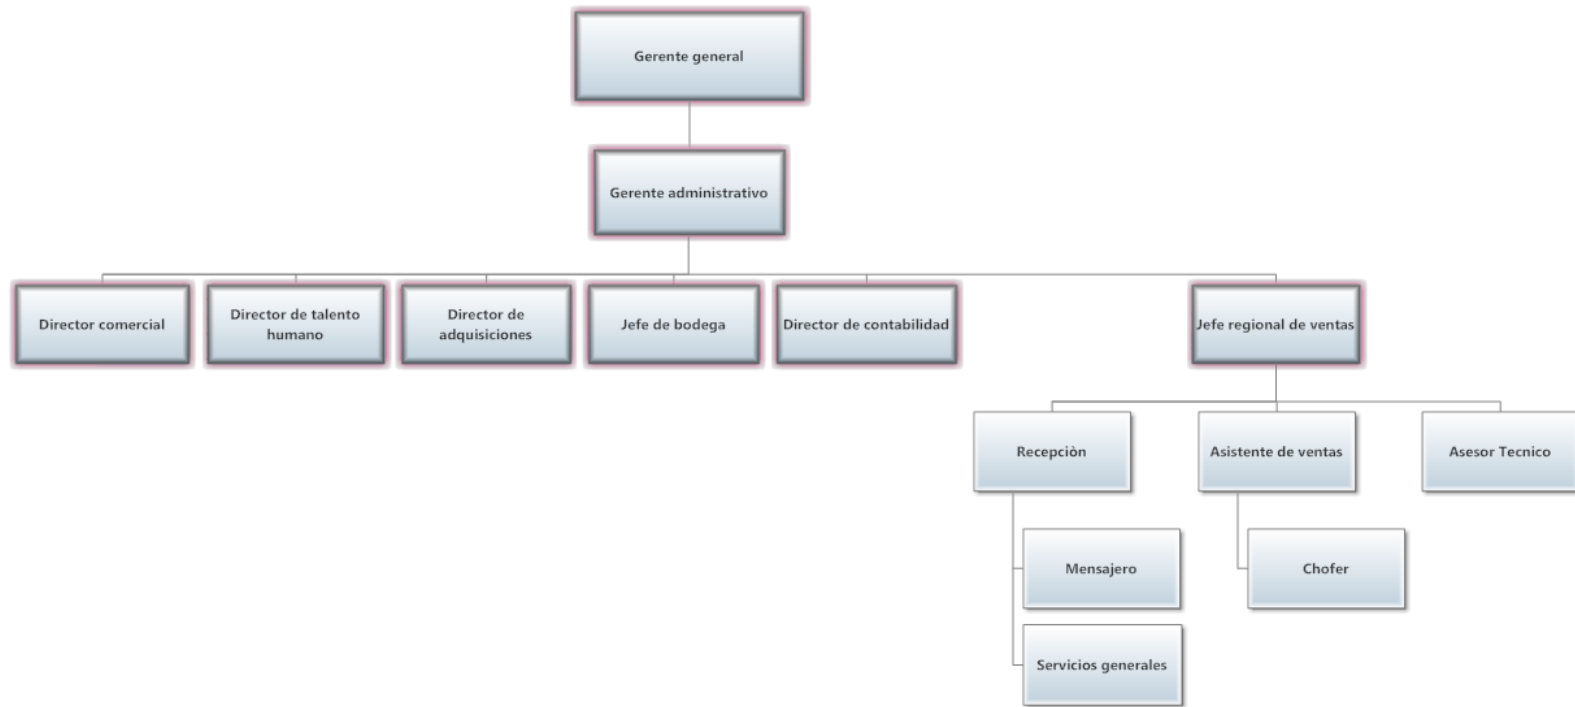 Gerente general
Gerente administrativo
Director comercial
Director de talento
humano
Director de
adquisiciones
Jefe de bodega
Director de contabilidad
Jefe regional de ventas
Recepciòn
Asistente de ventas
Asesor Tecnico
Mensajero
Chofer
Servicios generales